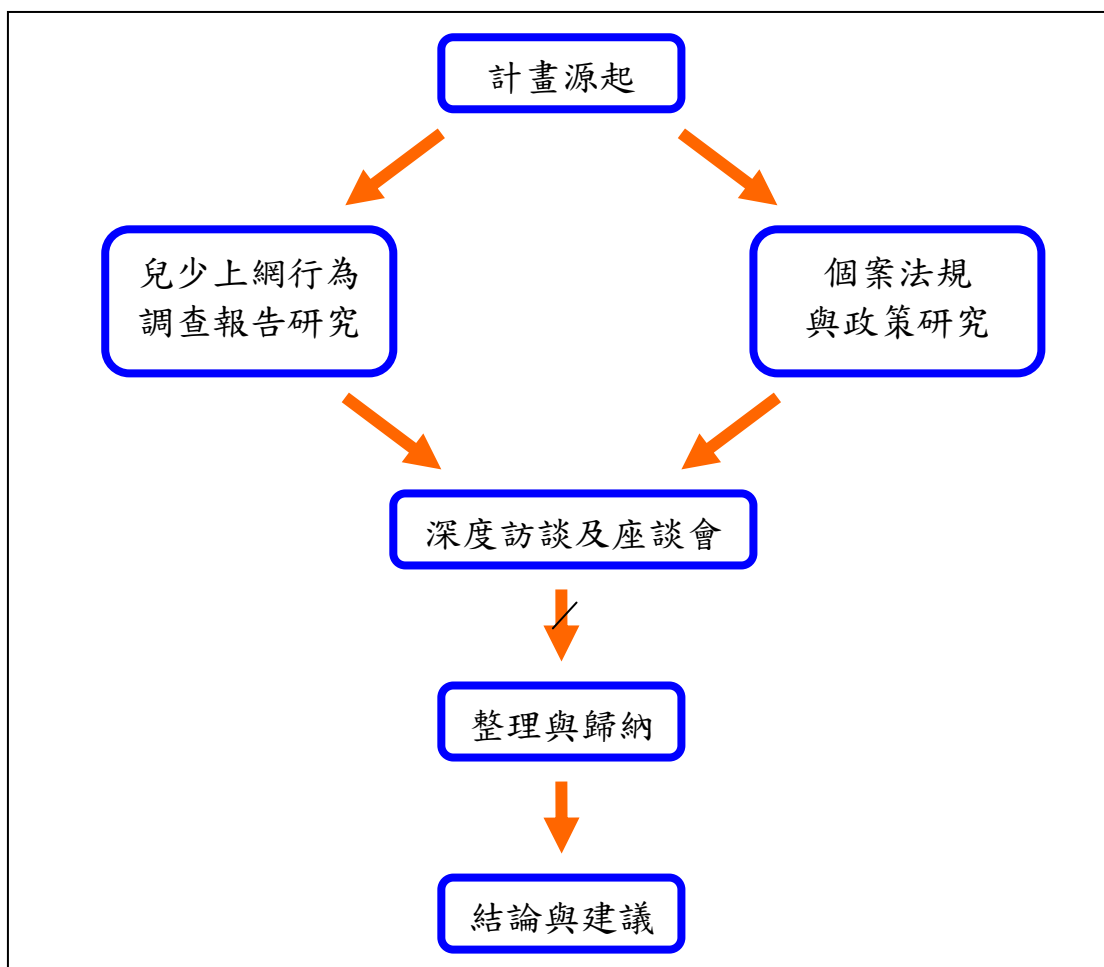 計畫源起
兒少上網行為
調查報告研究
個案法規
與政策研究
深度訪談及座談會
整理與歸納
結論與建議